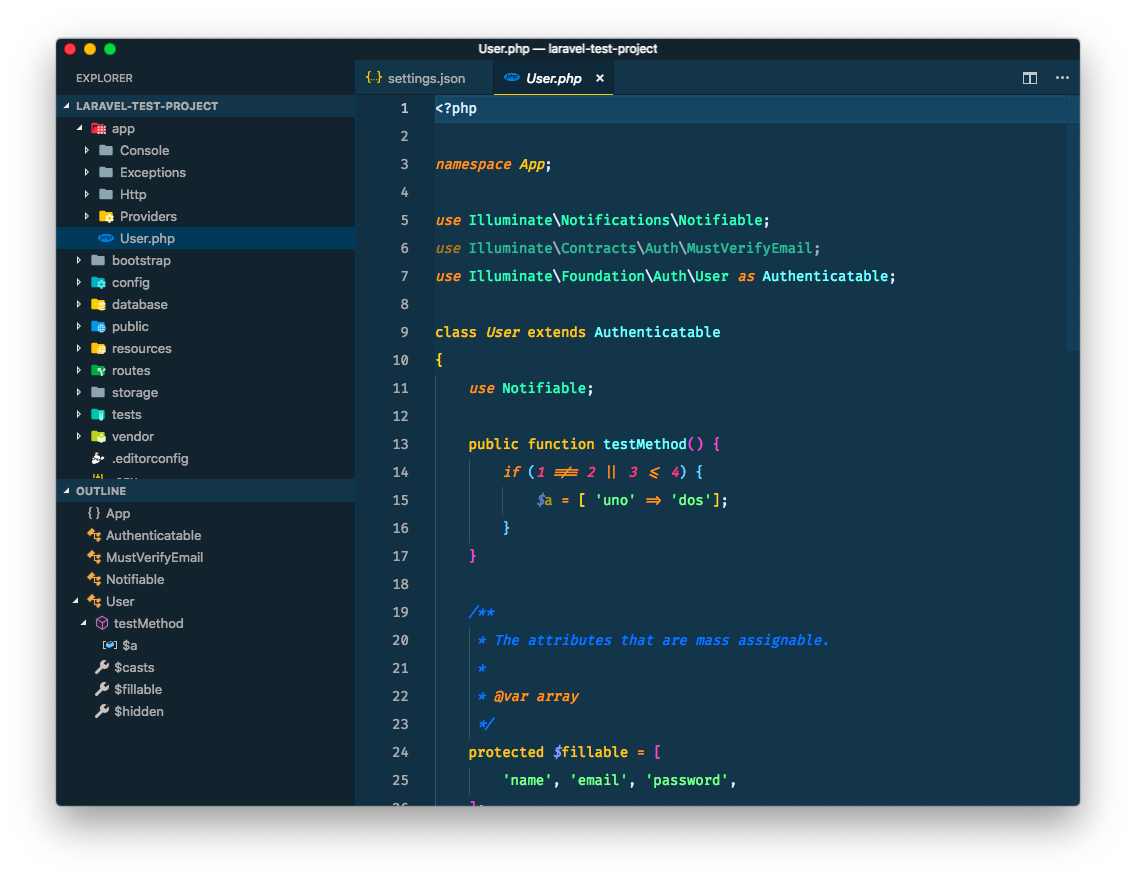 User.php — laravel-test-project
EXPLORER
LARAVEL-TEST-PROJECT
app
Console
Exceptions
Http
Providers
User.php
bootstrap
config
database
public
resources
routes
storage
tests
vendor
.editorconfig
OUTLINE
{ } App
Authenticatable
MustVerifyEmail
Notifiable
User
testMethod
$a
$casts
$fillable
$hidden
{..} settings.json
php User.php ×
1 <?php
2
3 namespace App;
4
5 use Illuminate\Notifications\Notifiable;
6 use Illuminate\Contracts\Auth\MustVerifyEmail;
7 use Illuminate\Foundation\Auth\User as Authenticatable;
8
9 class User extends Authenticatable
10 {
11 use Notifiable;
12
13 public function testMethod() {
14 if (1 !== 2 || 3 <= 4) {
15 $a = [ 'uno' => 'dos'];
16 }
17 }
18
19 /**
20 * The attributes that are mass assignable.
21 *
22 * @var array
23 */
24 protected $fillable = [
25 'name', 'email', 'password',